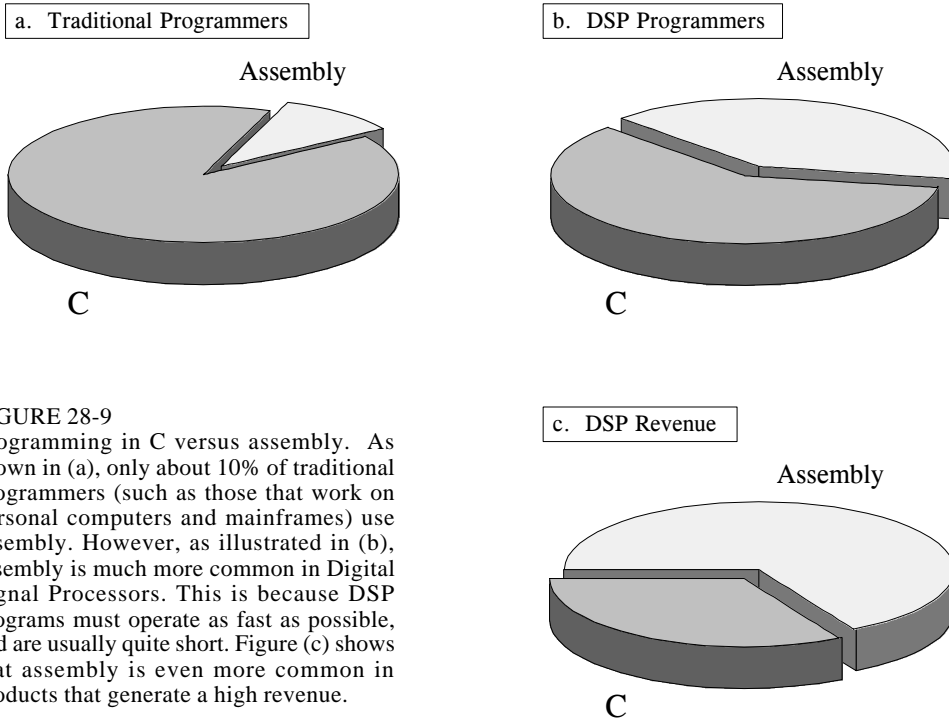 a. Traditional Programmers
Assembly
C
b. DSP Programmers
Assembly
C
GURE 28-9
ogramming in C versus assembly. As
own in (a), only about 10% of traditional
ogrammers (such as those that work on
rsonal computers and mainframes) use
sembly. However, as illustrated in (b),
sembly is much more common in Digital
gnal Processors. This is because DSP
ograms must operate as fast as possible,
d are usually quite short. Figure (c) shows
at assembly is even more common in
oducts that generate a high revenue.
c. DSP Revenue
Assembly
C